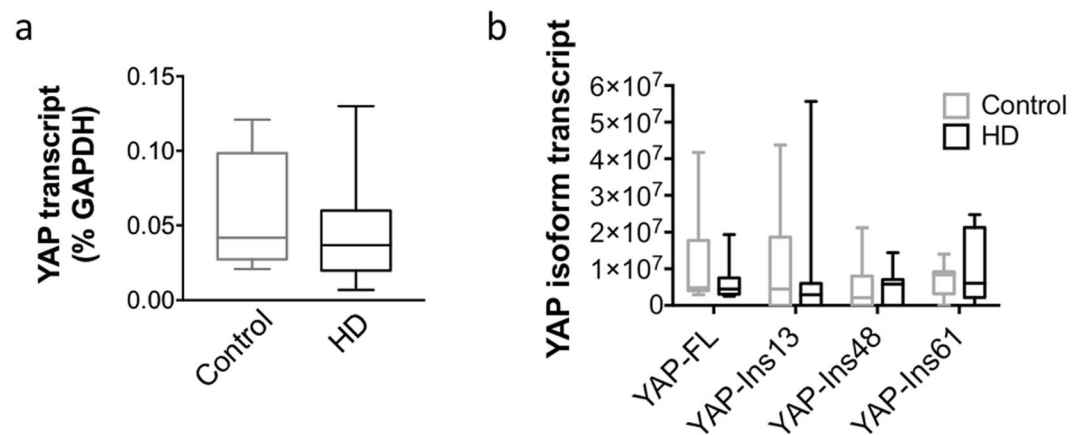 a
YAP transcript
(% GAPDH)
0.15
0.10
0.05
0.00
Control
HD
b
YAP isoform transcript
6×10⁷
5×10⁷
4×10⁷
3×10⁷
2×10⁷
1×10⁷
0
Control
HD
YAP-FL
YAP-Ins13
YAP-Ins48
YAP-Ins61